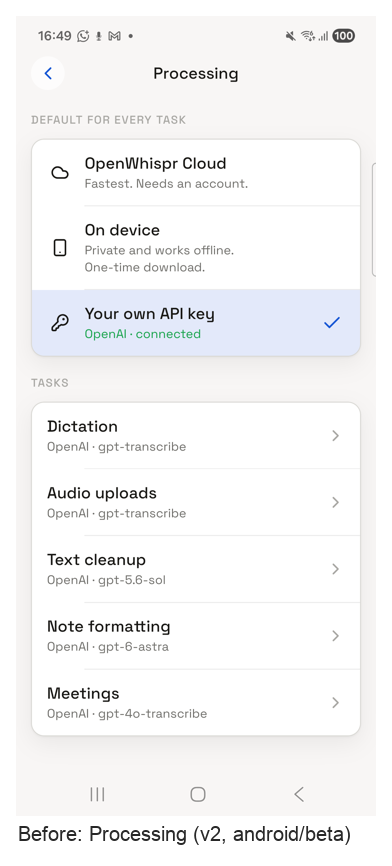 16:49
100
Processing
DEFAULT FOR EVERY TASK
OpenWhispr Cloud
Fastest. Needs an account.
On device
Private and works offline.
One-time download.
Your own API key
OpenAI · connected
TASKS
Dictation
OpenAI · gpt-transcribe
Audio uploads
OpenAI · gpt-transcribe
Text cleanup
OpenAI · gpt-5.6-sol
Note formatting
OpenAI · gpt-6-astra
Meetings
OpenAI · gpt-4o-transcribe
Before: Processing (v2, android/beta)